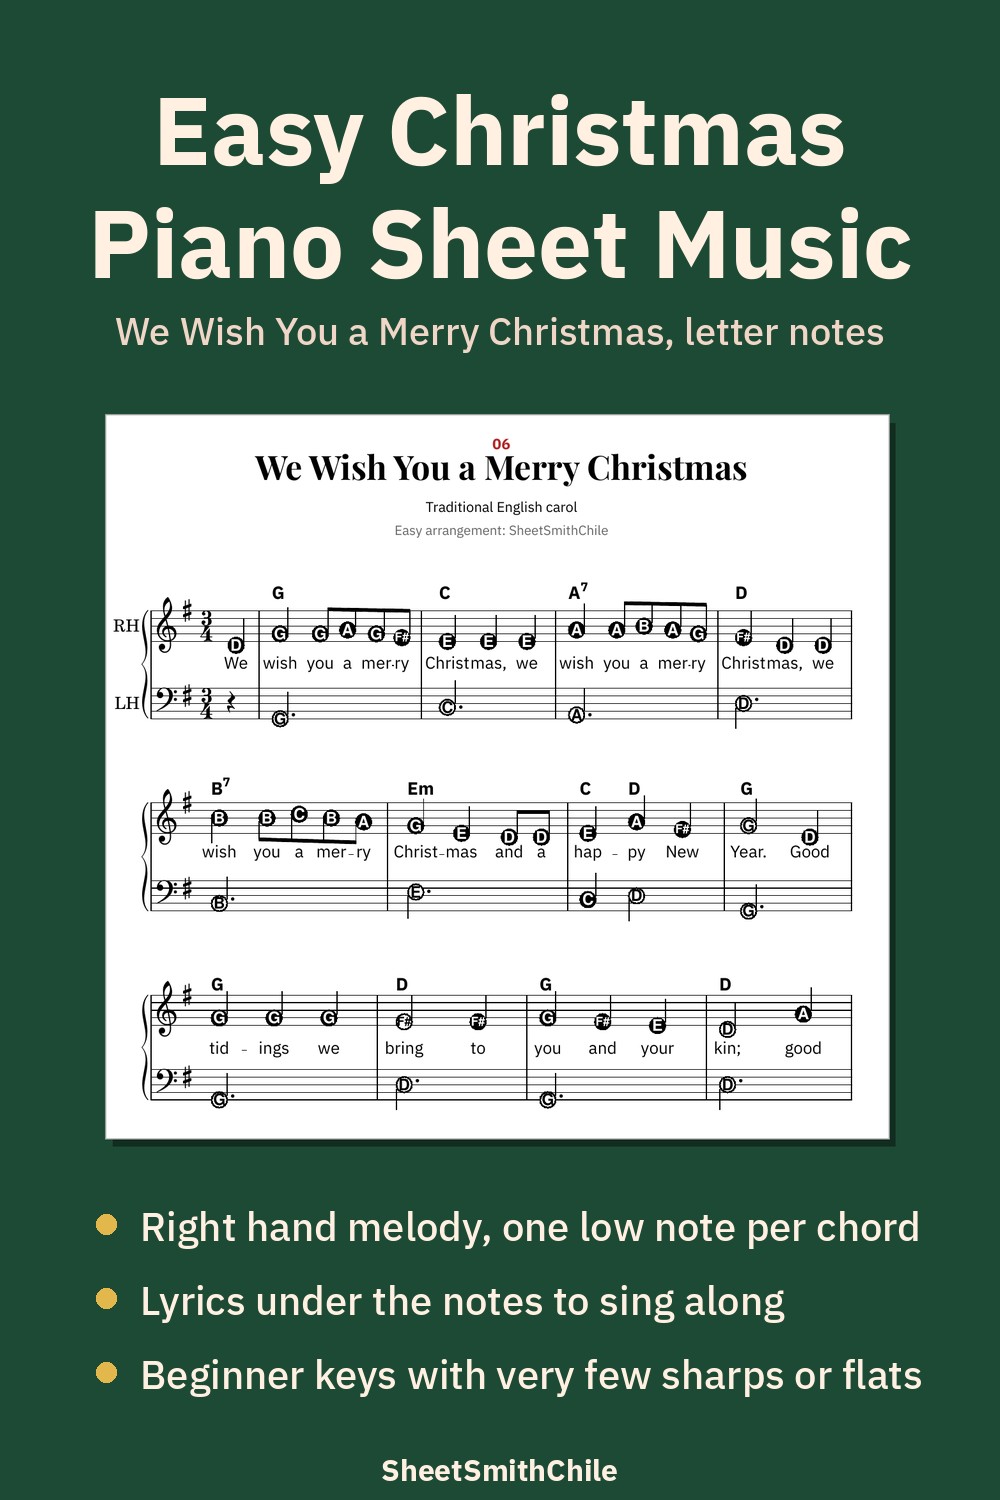 Easy Christmas
Piano Sheet Music
We Wish You a Merry Christmas, letter notes
06
We Wish You a Merry Christmas
Traditional English carol
Easy arrangement: SheetSmithChile
G C A7 D
RH 3 4 D G G A G F# E E E A A B A G F# D D
We wish you a mer-ry Christmas, we wish you a mer-ry Christmas, we
LH 3 4 G C A D
B7 Em C D G
B B C B A G E D D E A F# G D
wish you a mer-ry Christ-mas and a hap - py New Year. Good
B E C D G
G D G D
G G G F# F# G F# E D A
tid - ings we bring to you and your kin; good
G D G D
Right hand melody, one low note per chord
Lyrics under the notes to sing along
Beginner keys with very few sharps or flats
SheetSmithChile